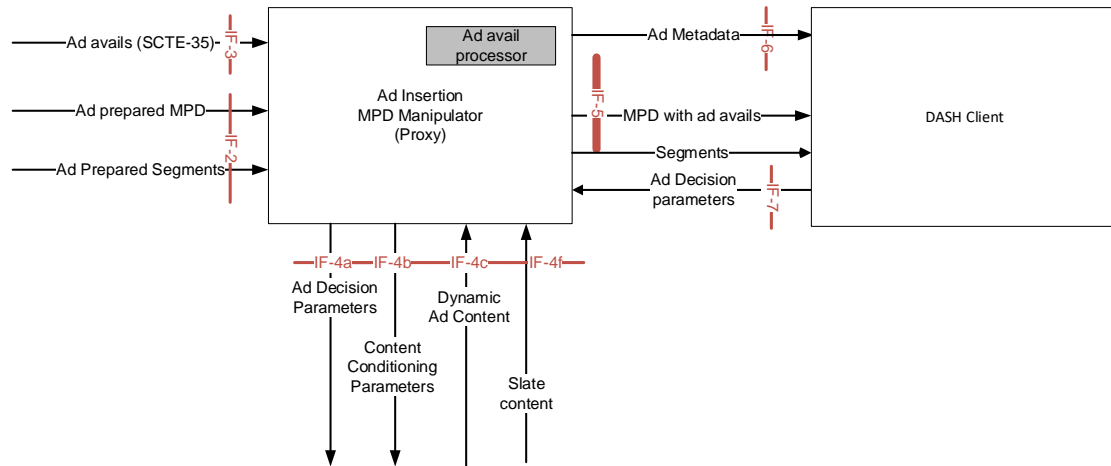 Ad avails (SCTE-35)
IF-3
Ad prepared MPD
IF-2
Ad Prepared Segments
Ad avail
processor
Ad Insertion
MPD Manipulator
(Proxy)
Ad Metadata
IF-6
IF-5
MPD with ad avails
Segments
Ad Decision
parameters
IF-7
DASH Client
IF-4a
IF-4b
IF-4c
IF-4f
Ad Decision
Parameters
Content
Conditioning
Parameters
Dynamic
Ad Content
Slate
content